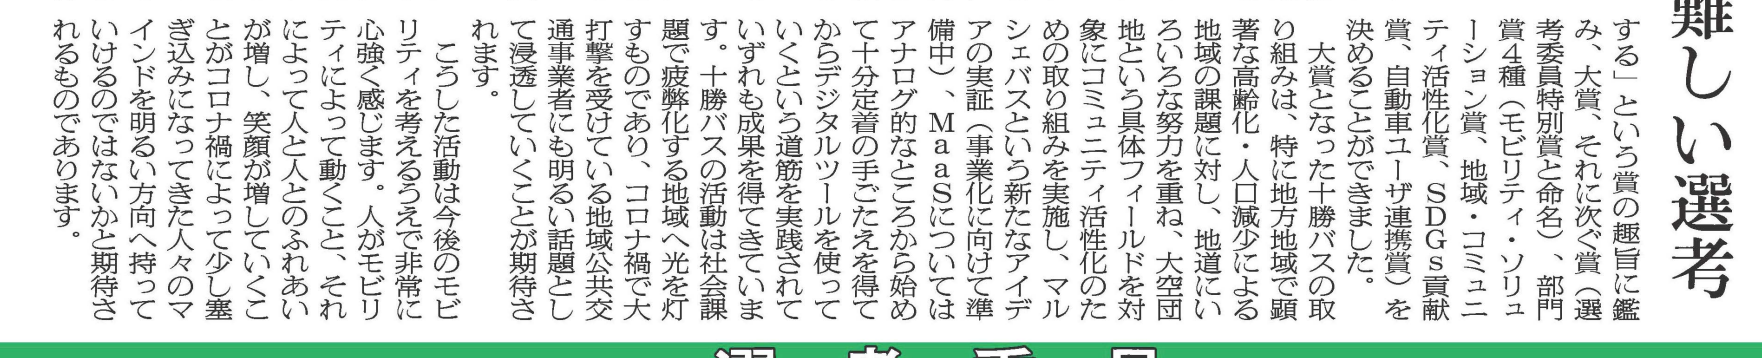 難しい選考
する」という賞の趣旨に鑑
み、大賞、それに次ぐ賞（選
考委員特別賞と命名）、部門
賞４種（モビリティ・ソリュ
ーション賞、地域・コミュニ
ティ活性化賞、ＳＤＧｓ貢献
賞、自動車ユーザ連携賞）を
決めることができました。
大賞となった十勝バスの取
り組みは、特に地方地域で顕
著な高齢化・人口減少による
地域の課題に対し、地道にい
ろいろな努力を重ね、大空団
地という具体フィールドを対
象にコミュニティ活性化のた
めの取り組みを実施し、マル
シェバスという新たなアイデ
アの実証（事業化に向けて準
備中）、ＭａａＳについては
アナログ的なところから始め
て十分定着の手ごたえを得て
からデジタルツールを使って
いくという道筋を実践されて
いずれも成果を得てきていま
す。十勝バスの活動は社会課
題で疲弊化する地域へ光を灯
すものであり、コロナ禍で大
打撃を受けている地域公共交
通事業者にも明るい話題とし
て浸透していくことが期待さ
れます。
こうした活動は今後のモビ
リティを考えるうえで非常に
心強く感じます。人がモビリ
ティによって動くこと、それ
によって人と人とのふれあい
が増し、笑顔が増していくこ
とがコロナ禍によって少し塞
ぎ込みになってきた人々のマ
インドを明るい方向へ持って
いけるのではないかと期待さ
れるものであります。